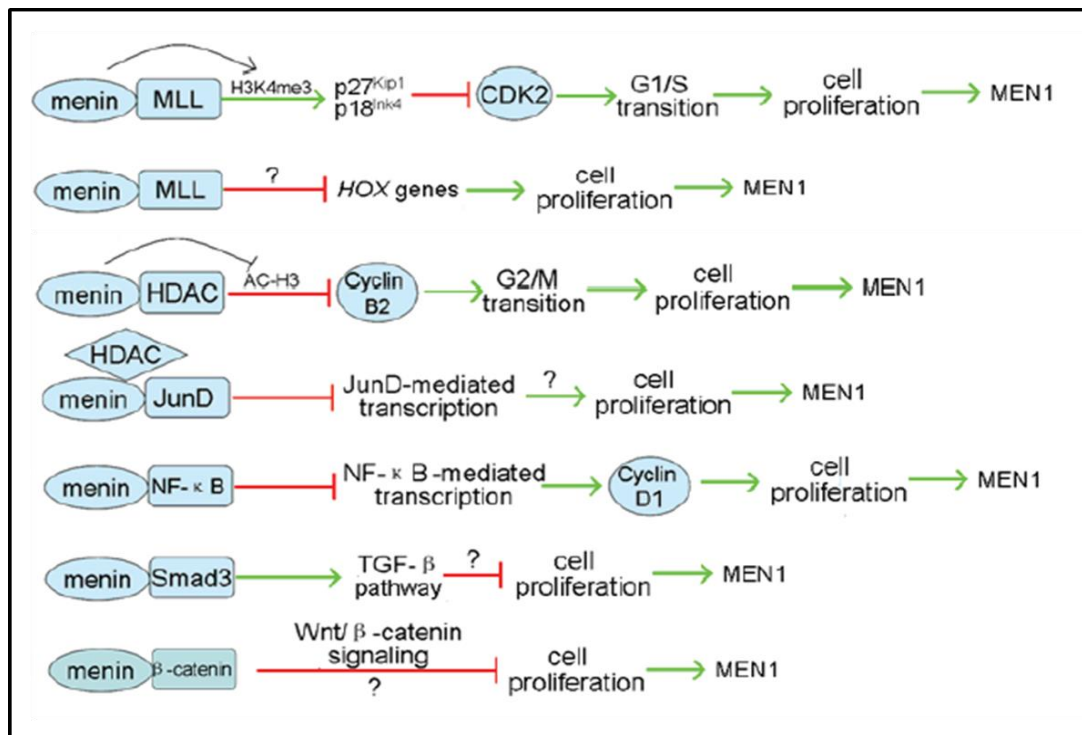 menin MLL H3K4me3 p27Kip1 p18Ink4 CDK2 G1/S transition cell proliferation MEN1
menin MLL ? HOX genes cell proliferation MEN1
menin HDAC AC-H3 Cyclin B2 G2/M transition cell proliferation MEN1
HDAC
menin JunD JunD-mediated transcription ? cell proliferation MEN1
menin NF-κB NF-κB-mediated transcription Cyclin D1 cell proliferation MEN1
menin Smad3 TGF-β pathway ? cell proliferation MEN1
menin β-catenin Wnt/β-catenin signaling ? cell proliferation MEN1